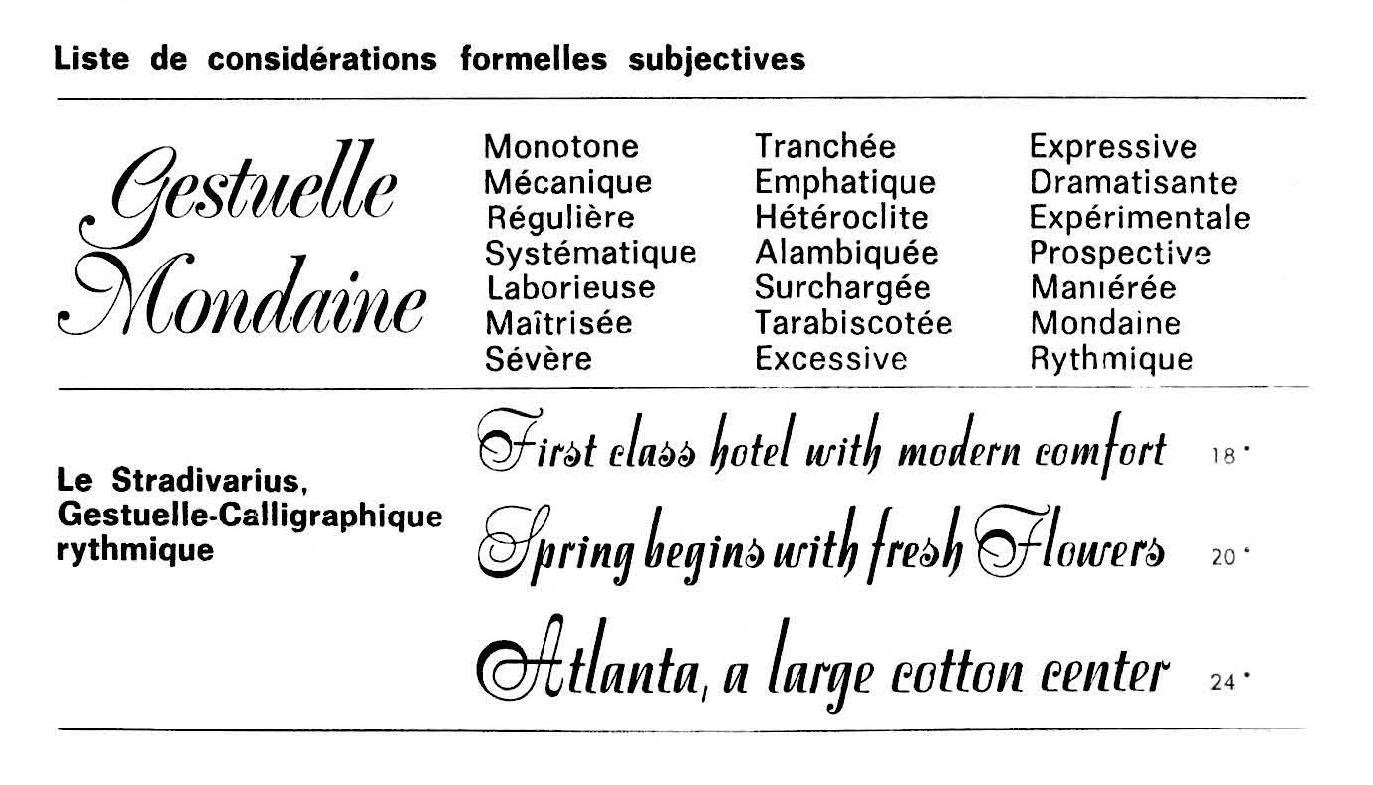 Liste de considérations formelles subjectives
Gestuelle
Mondaine
Monotone
Mécanique
Régulière
Systématique
Laborieuse
Maîtrisée
Sévère
Tranchée
Emphatique
Hétéroclite
Alambiquée
Surchargée
Tarabiscotée
Excessive
Expressive
Dramatisante
Expérimentale
Prospective
Maniérée
Mondaine
Rythmique
Le Stradivarius,
Gestuelle-Calligraphique
rythmique
First class hotel with modern comfort 18•
Spring begins with fresh Flowers 20•
Atlanta, a large cotton center 24•